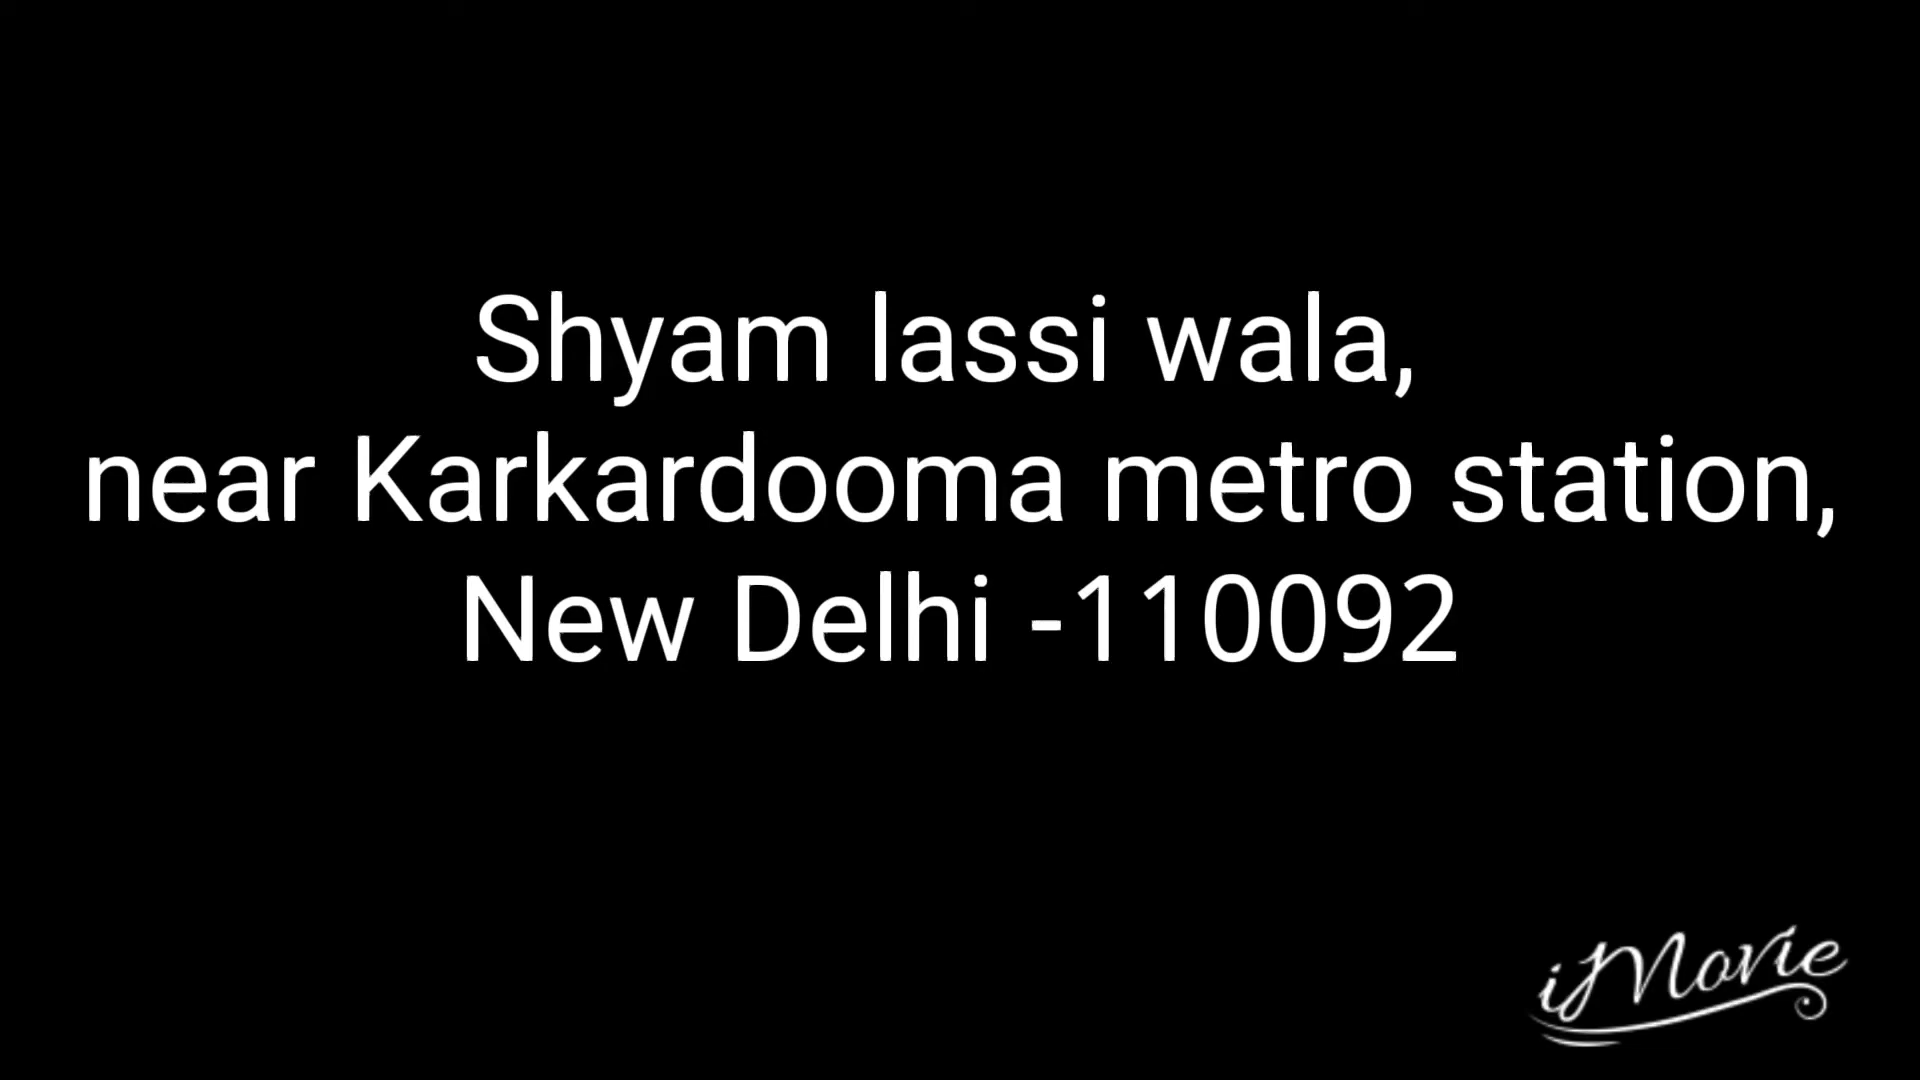 Shyam lassi wala,
near Karkardooma metro station,
New Delhi -110092
iMovie